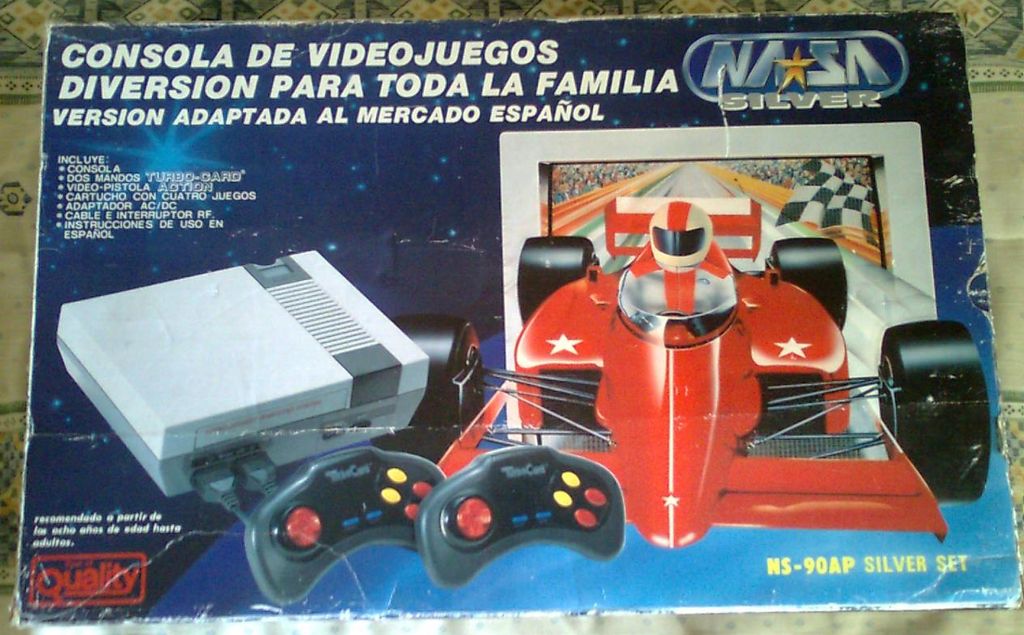 CONSOLA DE VIDEOJUEGOS
DIVERSION PARA TODA LA FAMILIA
VERSION ADAPTADA AL MERCADO ESPAÑOL
NASA
SILVER
INCLUYE:
• CONSOLA
• DOS MANDOS TURBO-CARD®
• VIDEO-PISTOLA ACTION
• CARTUCHO CON CUATRO JUEGOS
• ADAPTADOR AC/DC
• CABLE E INTERRUPTOR RF.
• INSTRUCCIONES DE USO EN
ESPAÑOL
recomendado a partir de
los ocho años de edad hasta
adultos.
Quality
NS-90AP SILVER SET